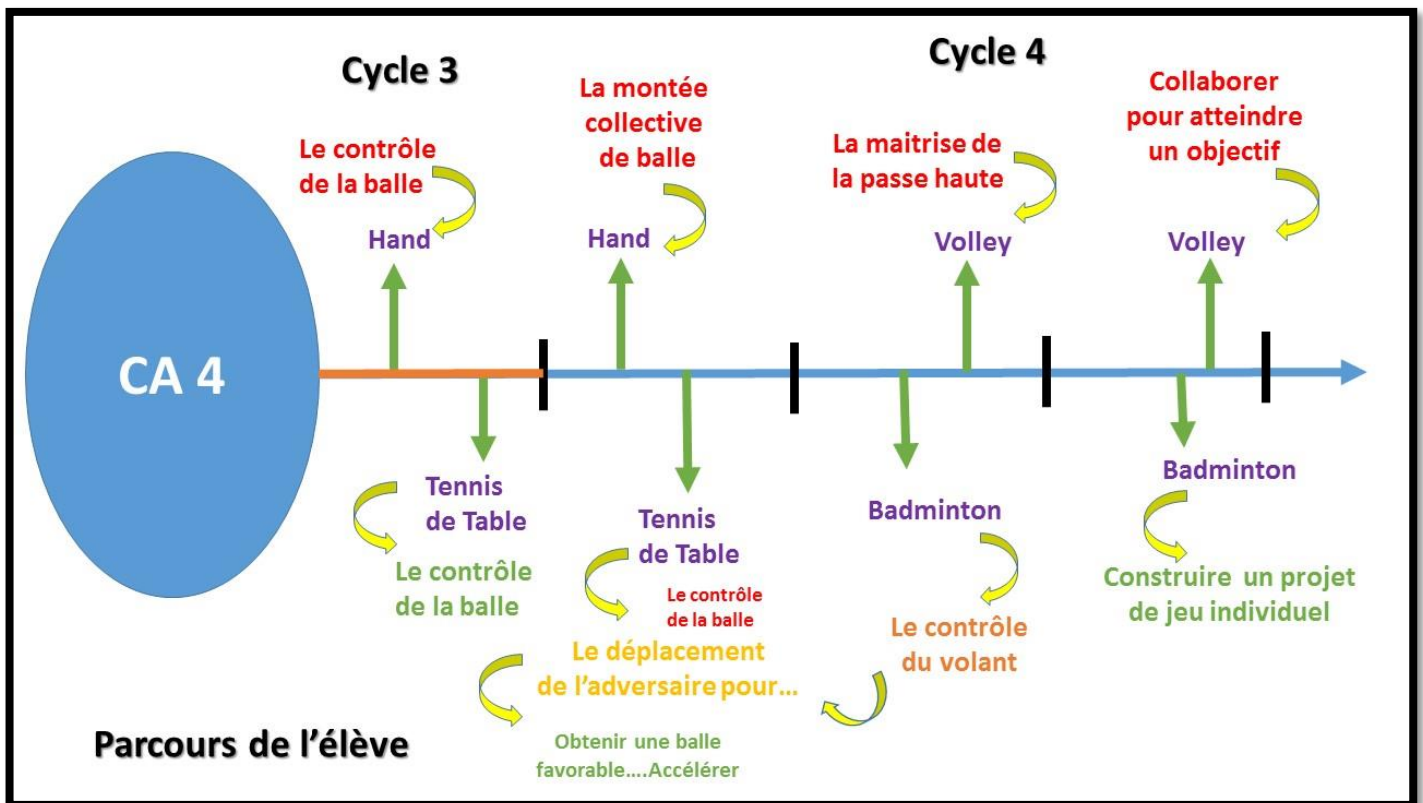 Cycle 3
Cycle 4
Le contrôle
de la balle
Hand
La montée
collective
de balle
Hand
La maitrise de
la passe haute
Volley
Collaborer
pour atteindre
un objectif
Volley
CA 4
Tennis
de Table
Le contrôle
de la balle
Tennis
de Table
Le contrôle
de la balle
Le déplacement
de l'adversaire pour...
Obtenir une balle
favorable....Accélérer
Badminton
Le contrôle
du volant
Badminton
Construire un projet
de jeu individuel
Parcours de l'élève